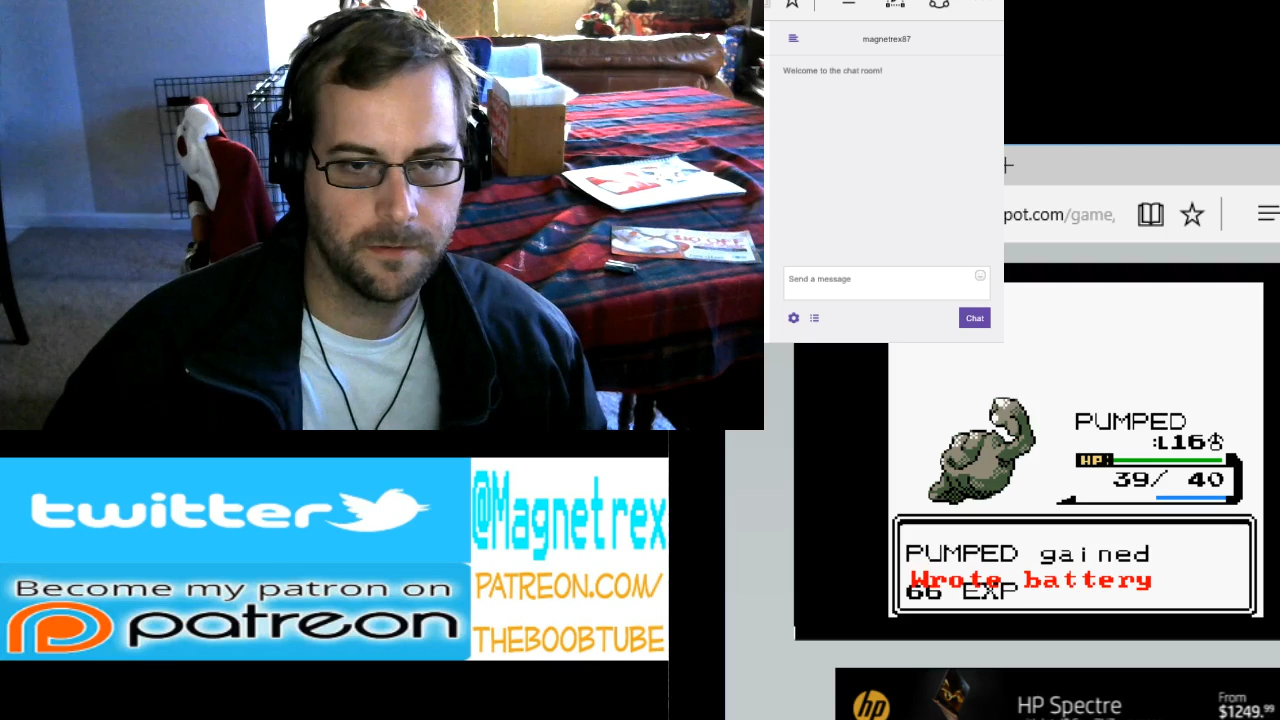 magnetrex87
Welcome to the chat room!
Send a message
Chat
pot.com/game,
PUMPED
:L16♂
HP
39/ 40
PUMPED gained
Wrote battery
66 EXP
twitter
@Magnetrex
Become my patron on
patreon
PATREON.COM/
THEBOOBTUBE
hp
HP Spectre
From
$1249.99